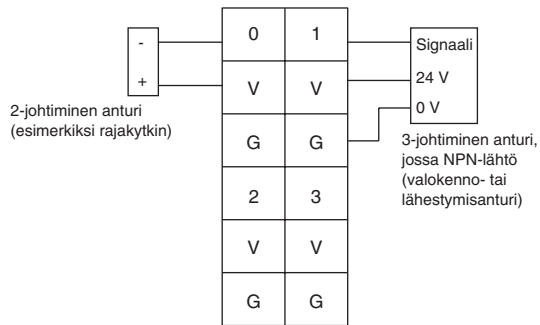 -
+
2-johtiminen anturi
(esimerkiksi rajakytkin)
0 1
V V
G G
2 3
V V
G G
Signaali
24 V
0 V
3-johtiminen anturi,
jossa NPN-lähtö
(valokenno- tai
lähestymisanturi)